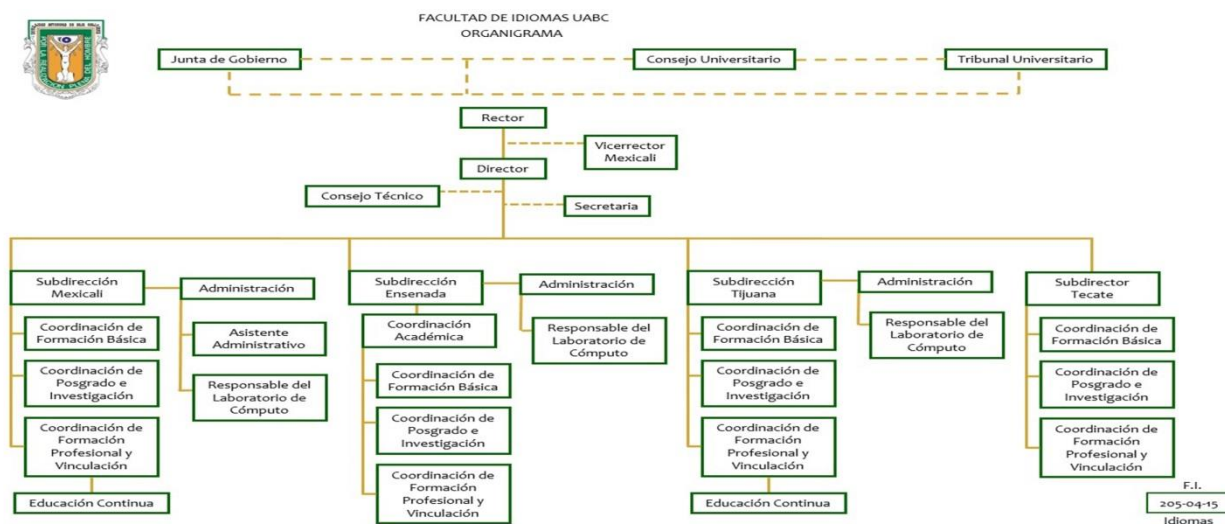 FACULTAD DE IDIOMAS UABC
ORGANIGRAMA
Junta de Gobierno
Consejo Universitario
Tribunal Universitario
Rector
Vicerrector
Mexicali
Director
Consejo Técnico
Secretaria
Subdirección
Mexicali
Administración
Coordinación de
Formación Básica
Asistente
Administrativo
Coordinación de
Posgrado e
Investigación
Responsable del
Laboratorio de
Cómputo
Coordinación de
Formación
Profesional y
Vinculación
Educación Continua
Subdirección
Ensenada
Administración
Coordinación
Académica
Responsable del
Laboratorio de
Cómputo
Coordinación de
Formación Básica
Coordinación de
Posgrado e
Investigación
Coordinación de
Formación
Profesional y
Vinculación
Subdirección
Tijuana
Administración
Coordinación de
Formación Básica
Responsable del
Laboratorio de
Cómputo
Coordinación de
Posgrado e
Investigación
Coordinación de
Formación
Profesional y
Vinculación
Educación Continua
Subdirector
Tecate
Coordinación de
Formación Básica
Coordinación de
Posgrado e
Investigación
Coordinación de
Formación
Profesional y
Vinculación
F.I.
205-04-15
Idiomas